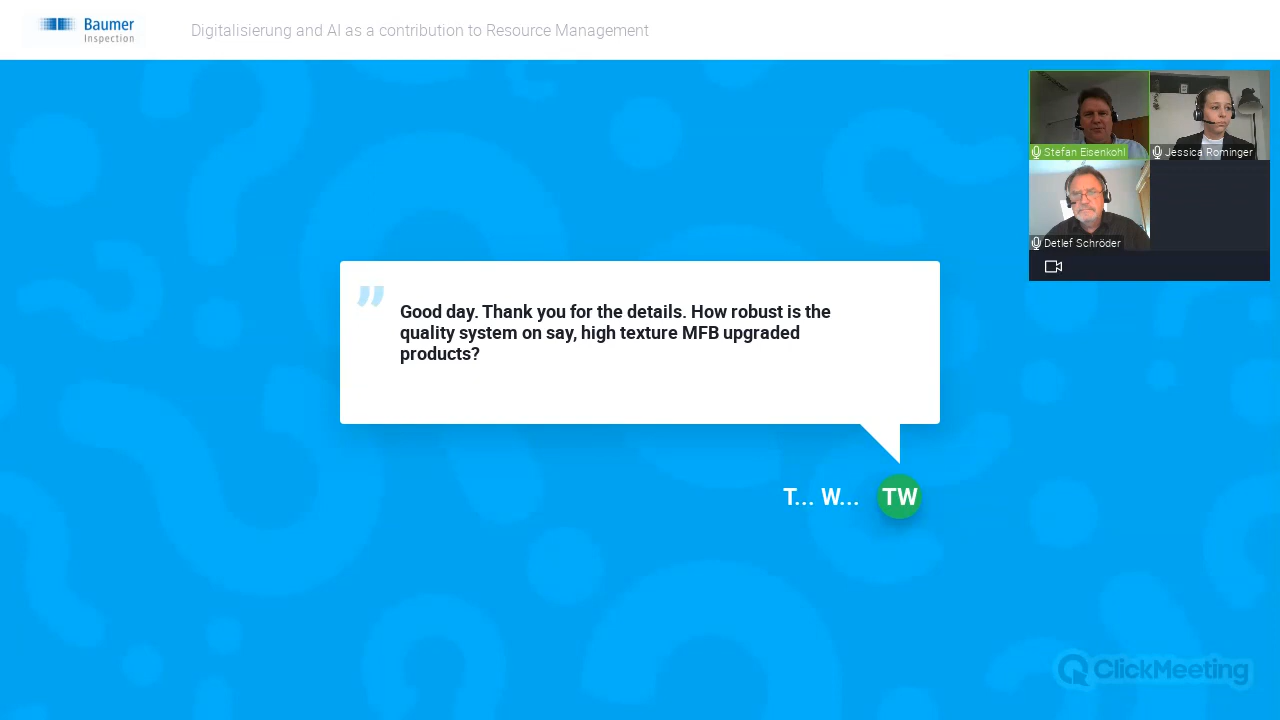 Baumer
Inspection
Digitalisierung and AI as a contribution to Resource Management
Stefan Eisenkohl
Jessica Rominger
Detlef Schröder
" Good day. Thank you for the details. How robust is the
quality system on say, high texture MFB upgraded
products?
T... W... TW
ClickMeeting